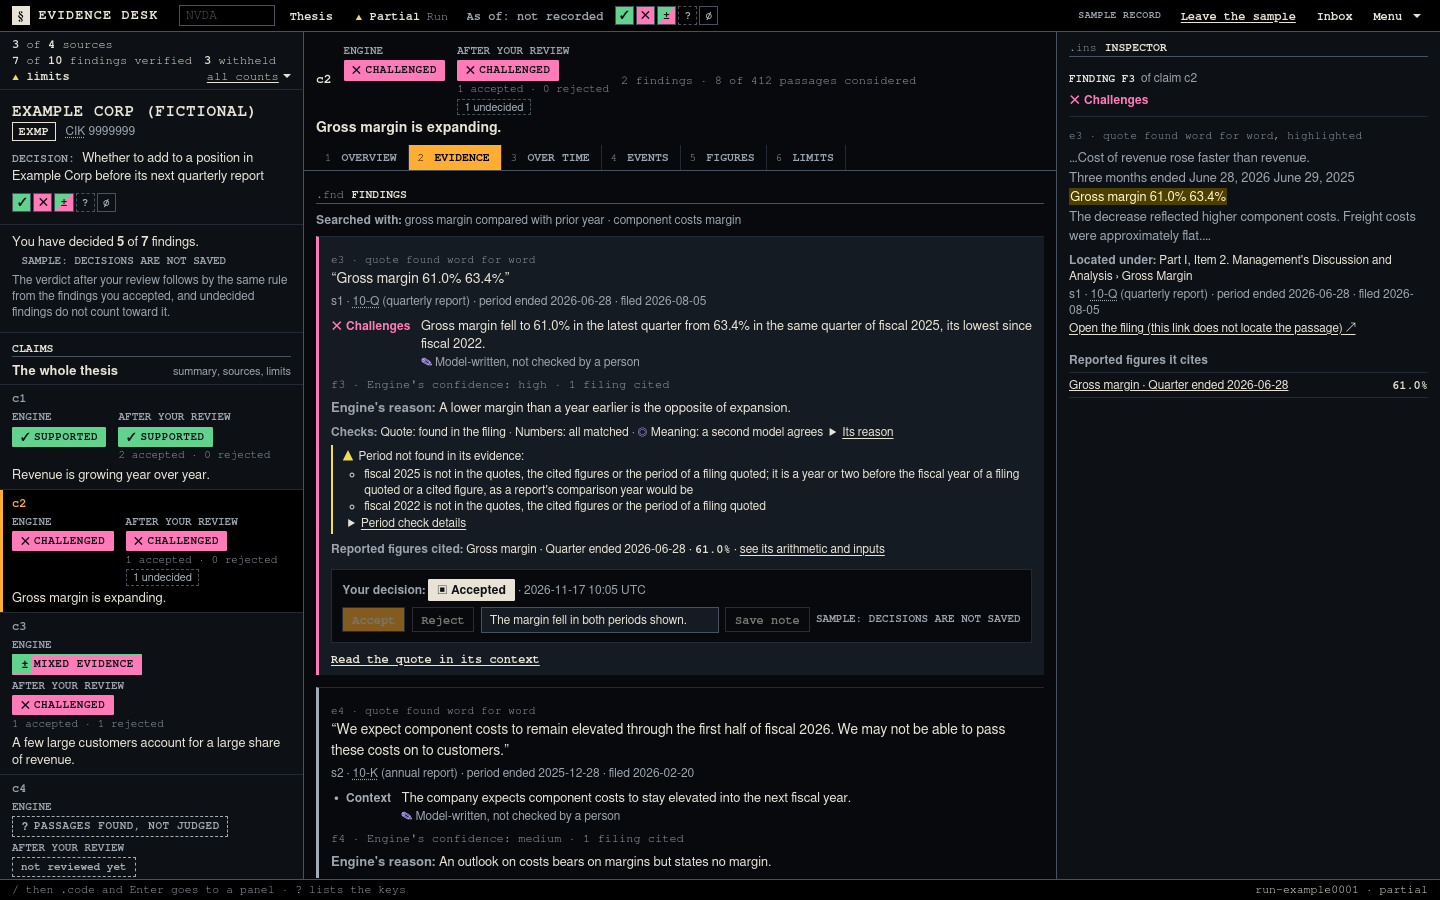 § EVIDENCE DESK NVDA Thesis ▲ Partial Run As of: not recorded ✓ ✕ ± ? ∅ SAMPLE RECORD Leave the sample Inbox Menu
3 of 4 sources
7 of 10 findings verified 3 withheld
▲ limits all counts
EXAMPLE CORP (FICTIONAL)
EXMP CIK 9999999
DECISION: Whether to add to a position in
Example Corp before its next quarterly report
✓ ✕ ± ? ∅
You have decided 5 of 7 findings.
SAMPLE: DECISIONS ARE NOT SAVED
The verdict after your review follows by the same rule
from the findings you accepted, and undecided
findings do not count toward it.
CLAIMS
The whole thesis summary, sources, limits
c1
ENGINE AFTER YOUR REVIEW
✓ SUPPORTED ✓ SUPPORTED
2 accepted · 0 rejected
Revenue is growing year over year.
c2
ENGINE AFTER YOUR REVIEW
✕ CHALLENGED ✕ CHALLENGED
1 accepted · 0 rejected
1 undecided
Gross margin is expanding.
c3
ENGINE
± MIXED EVIDENCE
AFTER YOUR REVIEW
✕ CHALLENGED
1 accepted · 1 rejected
A few large customers account for a large share
of revenue.
c4
ENGINE
? PASSAGES FOUND, NOT JUDGED
AFTER YOUR REVIEW
not reviewed yet
c2 ENGINE AFTER YOUR REVIEW
✕ CHALLENGED ✕ CHALLENGED 2 findings · 8 of 412 passages considered
1 accepted · 0 rejected
1 undecided
Gross margin is expanding.
1 OVERVIEW 2 EVIDENCE 3 OVER TIME 4 EVENTS 5 FIGURES 6 LIMITS
.fnd FINDINGS
Searched with: gross margin compared with prior year · component costs margin
e3 · quote found word for word
“Gross margin 61.0% 63.4%”
s1 · 10-Q (quarterly report) · period ended 2026-06-28 · filed 2026-08-05
✕ Challenges Gross margin fell to 61.0% in the latest quarter from 63.4% in the same quarter of fiscal 2025, its lowest since
fiscal 2022.
✎ Model-written, not checked by a person
f3 · Engine's confidence: high · 1 filing cited
Engine's reason: A lower margin than a year earlier is the opposite of expansion.
Checks: Quote: found in the filing · Numbers: all matched · Meaning: a second model agrees ▶ Its reason
▲ Period not found in its evidence:
fiscal 2025 is not in the quotes, the cited figures or the period of a filing quoted; it is a year or two before the fiscal year of a filing
quoted or a cited figure, as a report's comparison year would be
fiscal 2022 is not in the quotes, the cited figures or the period of a filing quoted
▶ Period check details
Reported figures cited: Gross margin · Quarter ended 2026-06-28 · 61.0% · see its arithmetic and inputs
Your decision: ▣ Accepted · 2026-11-17 10:05 UTC
Accept Reject The margin fell in both periods shown. Save note SAMPLE: DECISIONS ARE NOT SAVED
Read the quote in its context
e4 · quote found word for word
“We expect component costs to remain elevated through the first half of fiscal 2026. We may not be able to pass
these costs on to customers.”
s2 · 10-K (annual report) · period ended 2025-12-28 · filed 2026-02-20
• Context The company expects component costs to stay elevated into the next fiscal year.
✎ Model-written, not checked by a person
f4 · Engine's confidence: medium · 1 filing cited
Engine's reason: An outlook on costs bears on margins but states no margin.
.ins INSPECTOR
FINDING F3 of claim c2
✕ Challenges
e3 · quote found word for word, highlighted
…Cost of revenue rose faster than revenue.
Three months ended June 28, 2026 June 29, 2025
Gross margin 61.0% 63.4%
The decrease reflected higher component costs. Freight costs
were approximately flat.…
Located under: Part I, Item 2. Management's Discussion and
Analysis › Gross Margin
s1 · 10-Q (quarterly report) · period ended 2026-06-28 · filed 2026-
08-05
Open the filing (this link does not locate the passage) ↗
Reported figures it cites
Gross margin · Quarter ended 2026-06-28 61.0%
/ then .code and Enter goes to a panel · ? lists the keys run-example0001 · partial